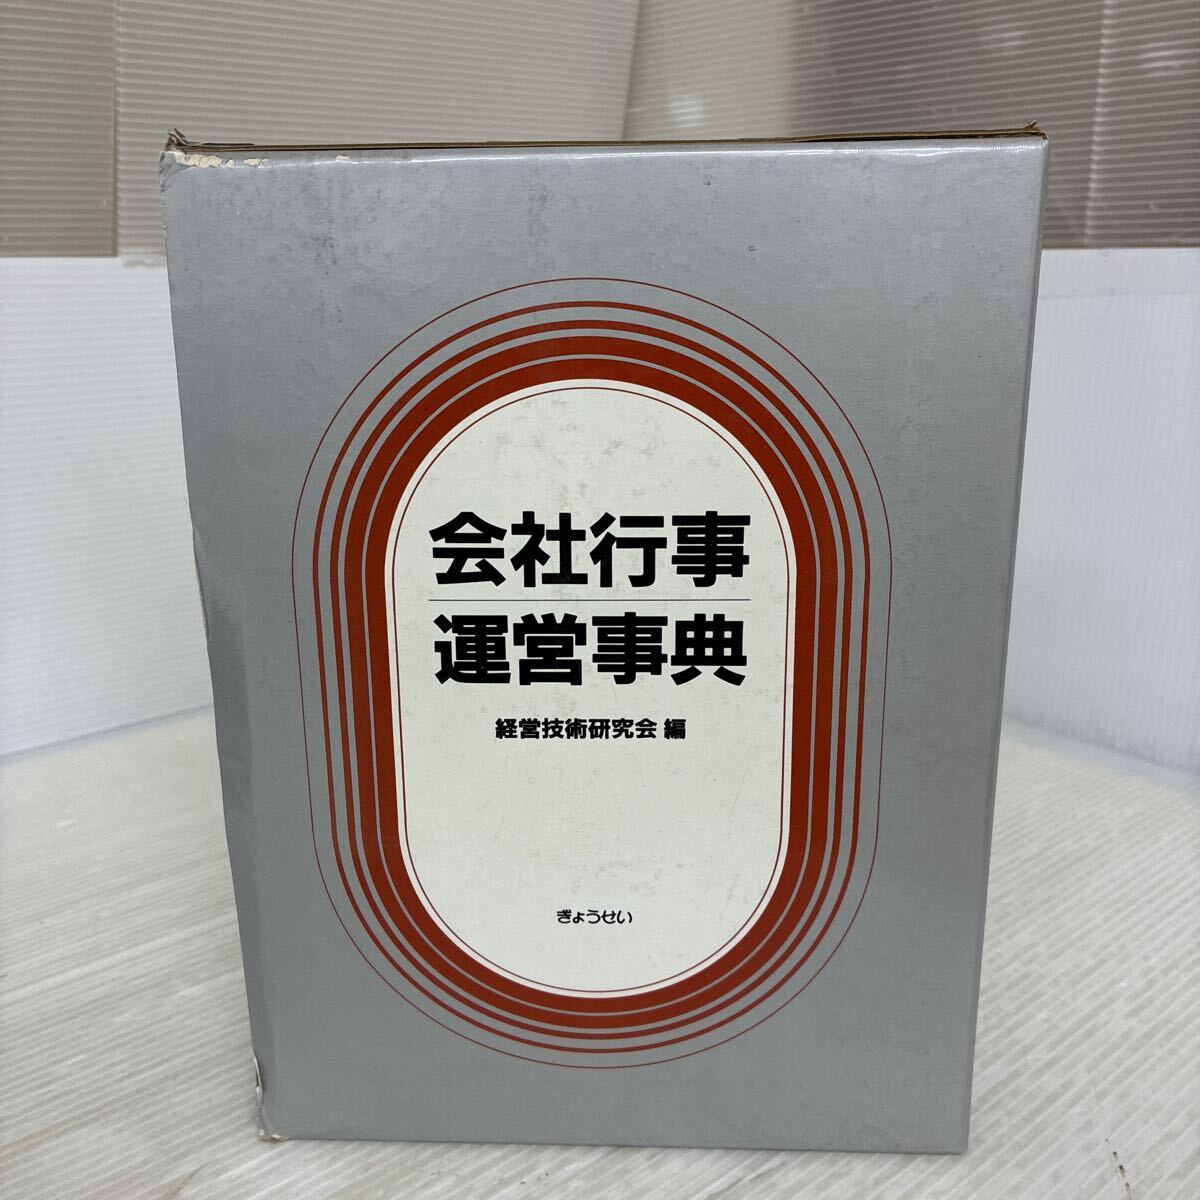 会社行事
運営事典
経営技術研究会 編
ぎょうせい